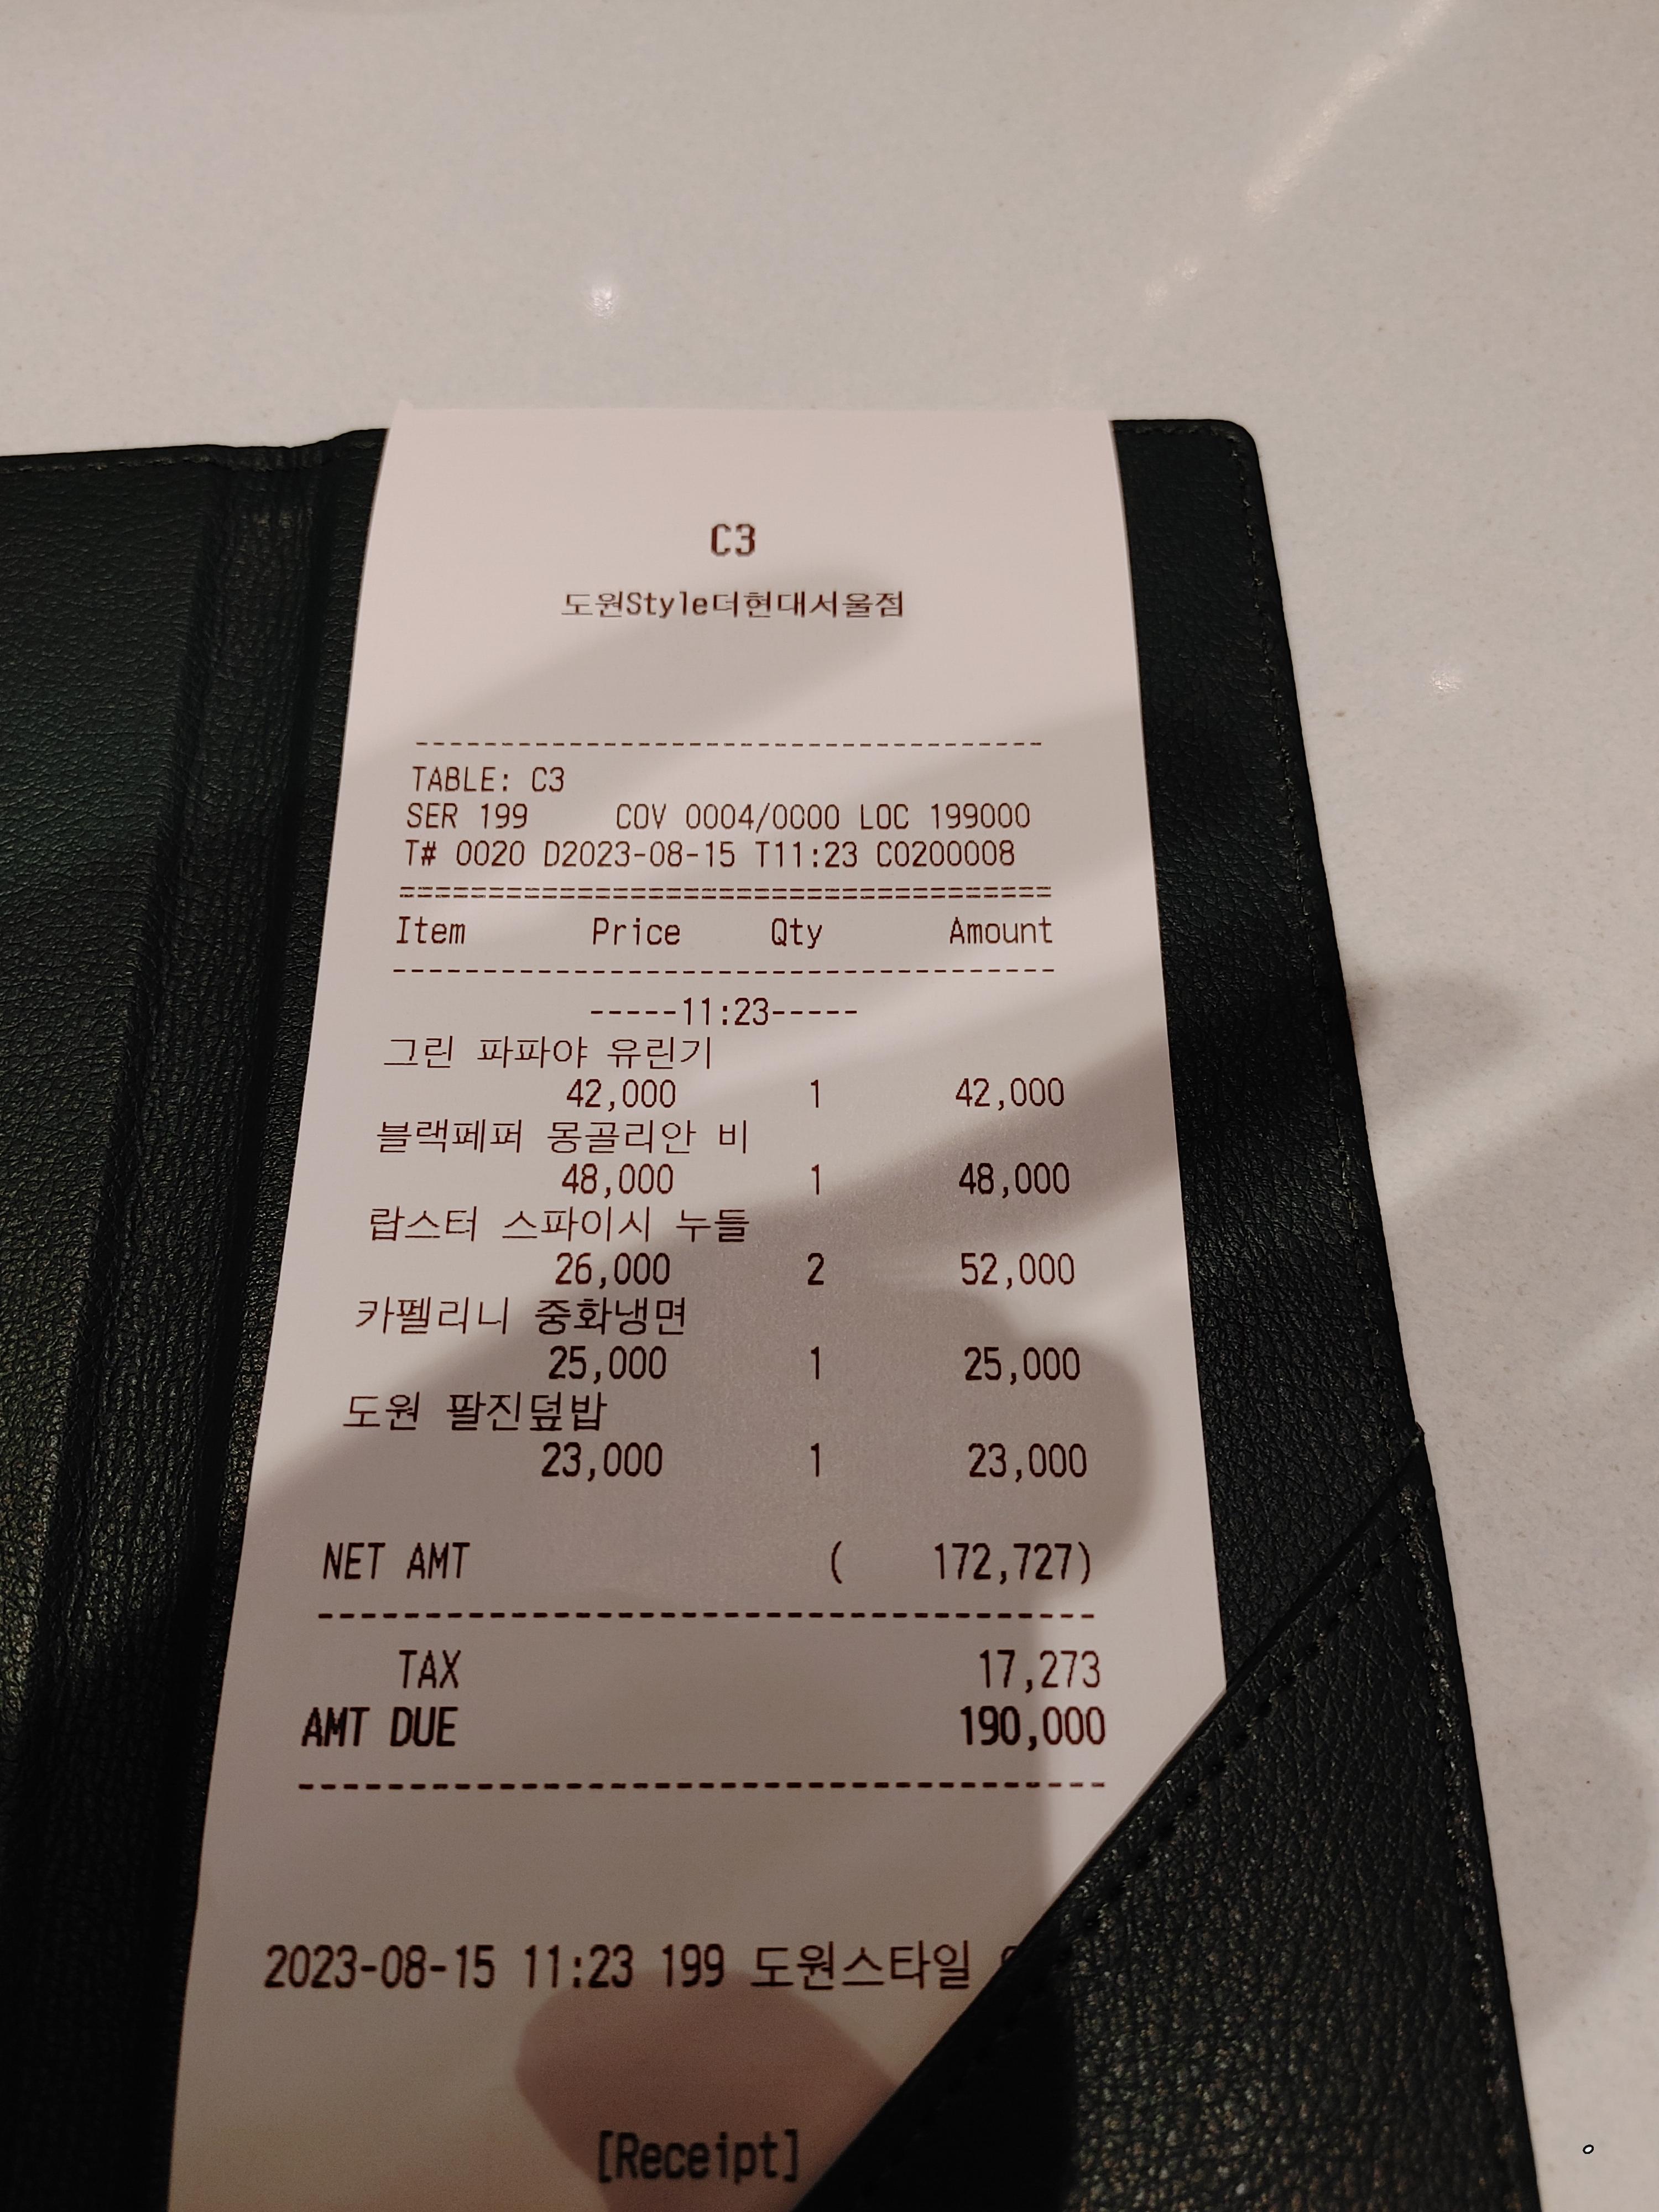 C3
도원Style더현대서울점
TABLE: C3
SER 199 COV 0004/0000 LOC 199000
T# 0020 D2023-08-15 T11:23 C0200008
Item Price Qty Amount
-----11:23-----
그린 파파야 유린기
42,000 1 42,000
블랙페퍼 몽골리안 비
48,000 1 48,000
랍스터 스파이시 누들
26,000 2 52,000
카펠리니 중화냉면
25,000 1 25,000
도원 팔진덮밥
23,000 1 23,000
NET AMT ( 172,727)
TAX 17,273
AMT DUE 190,000
2023-08-15 11:23 199 도원스타일
[Receipt]